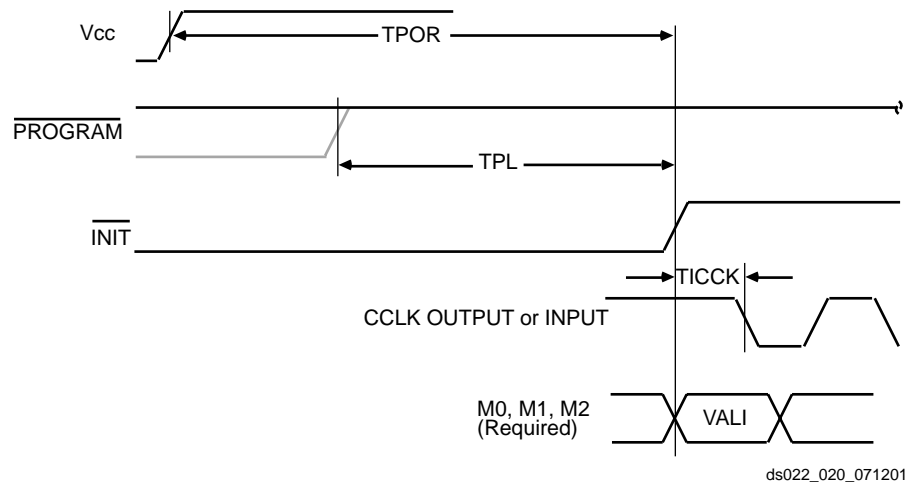 Vcc
TPOR
PROGRAM
TPL
INIT
TICCK
CCLK OUTPUT or INPUT
M0, M1, M2
(Required)
VALI
ds022_020_071201